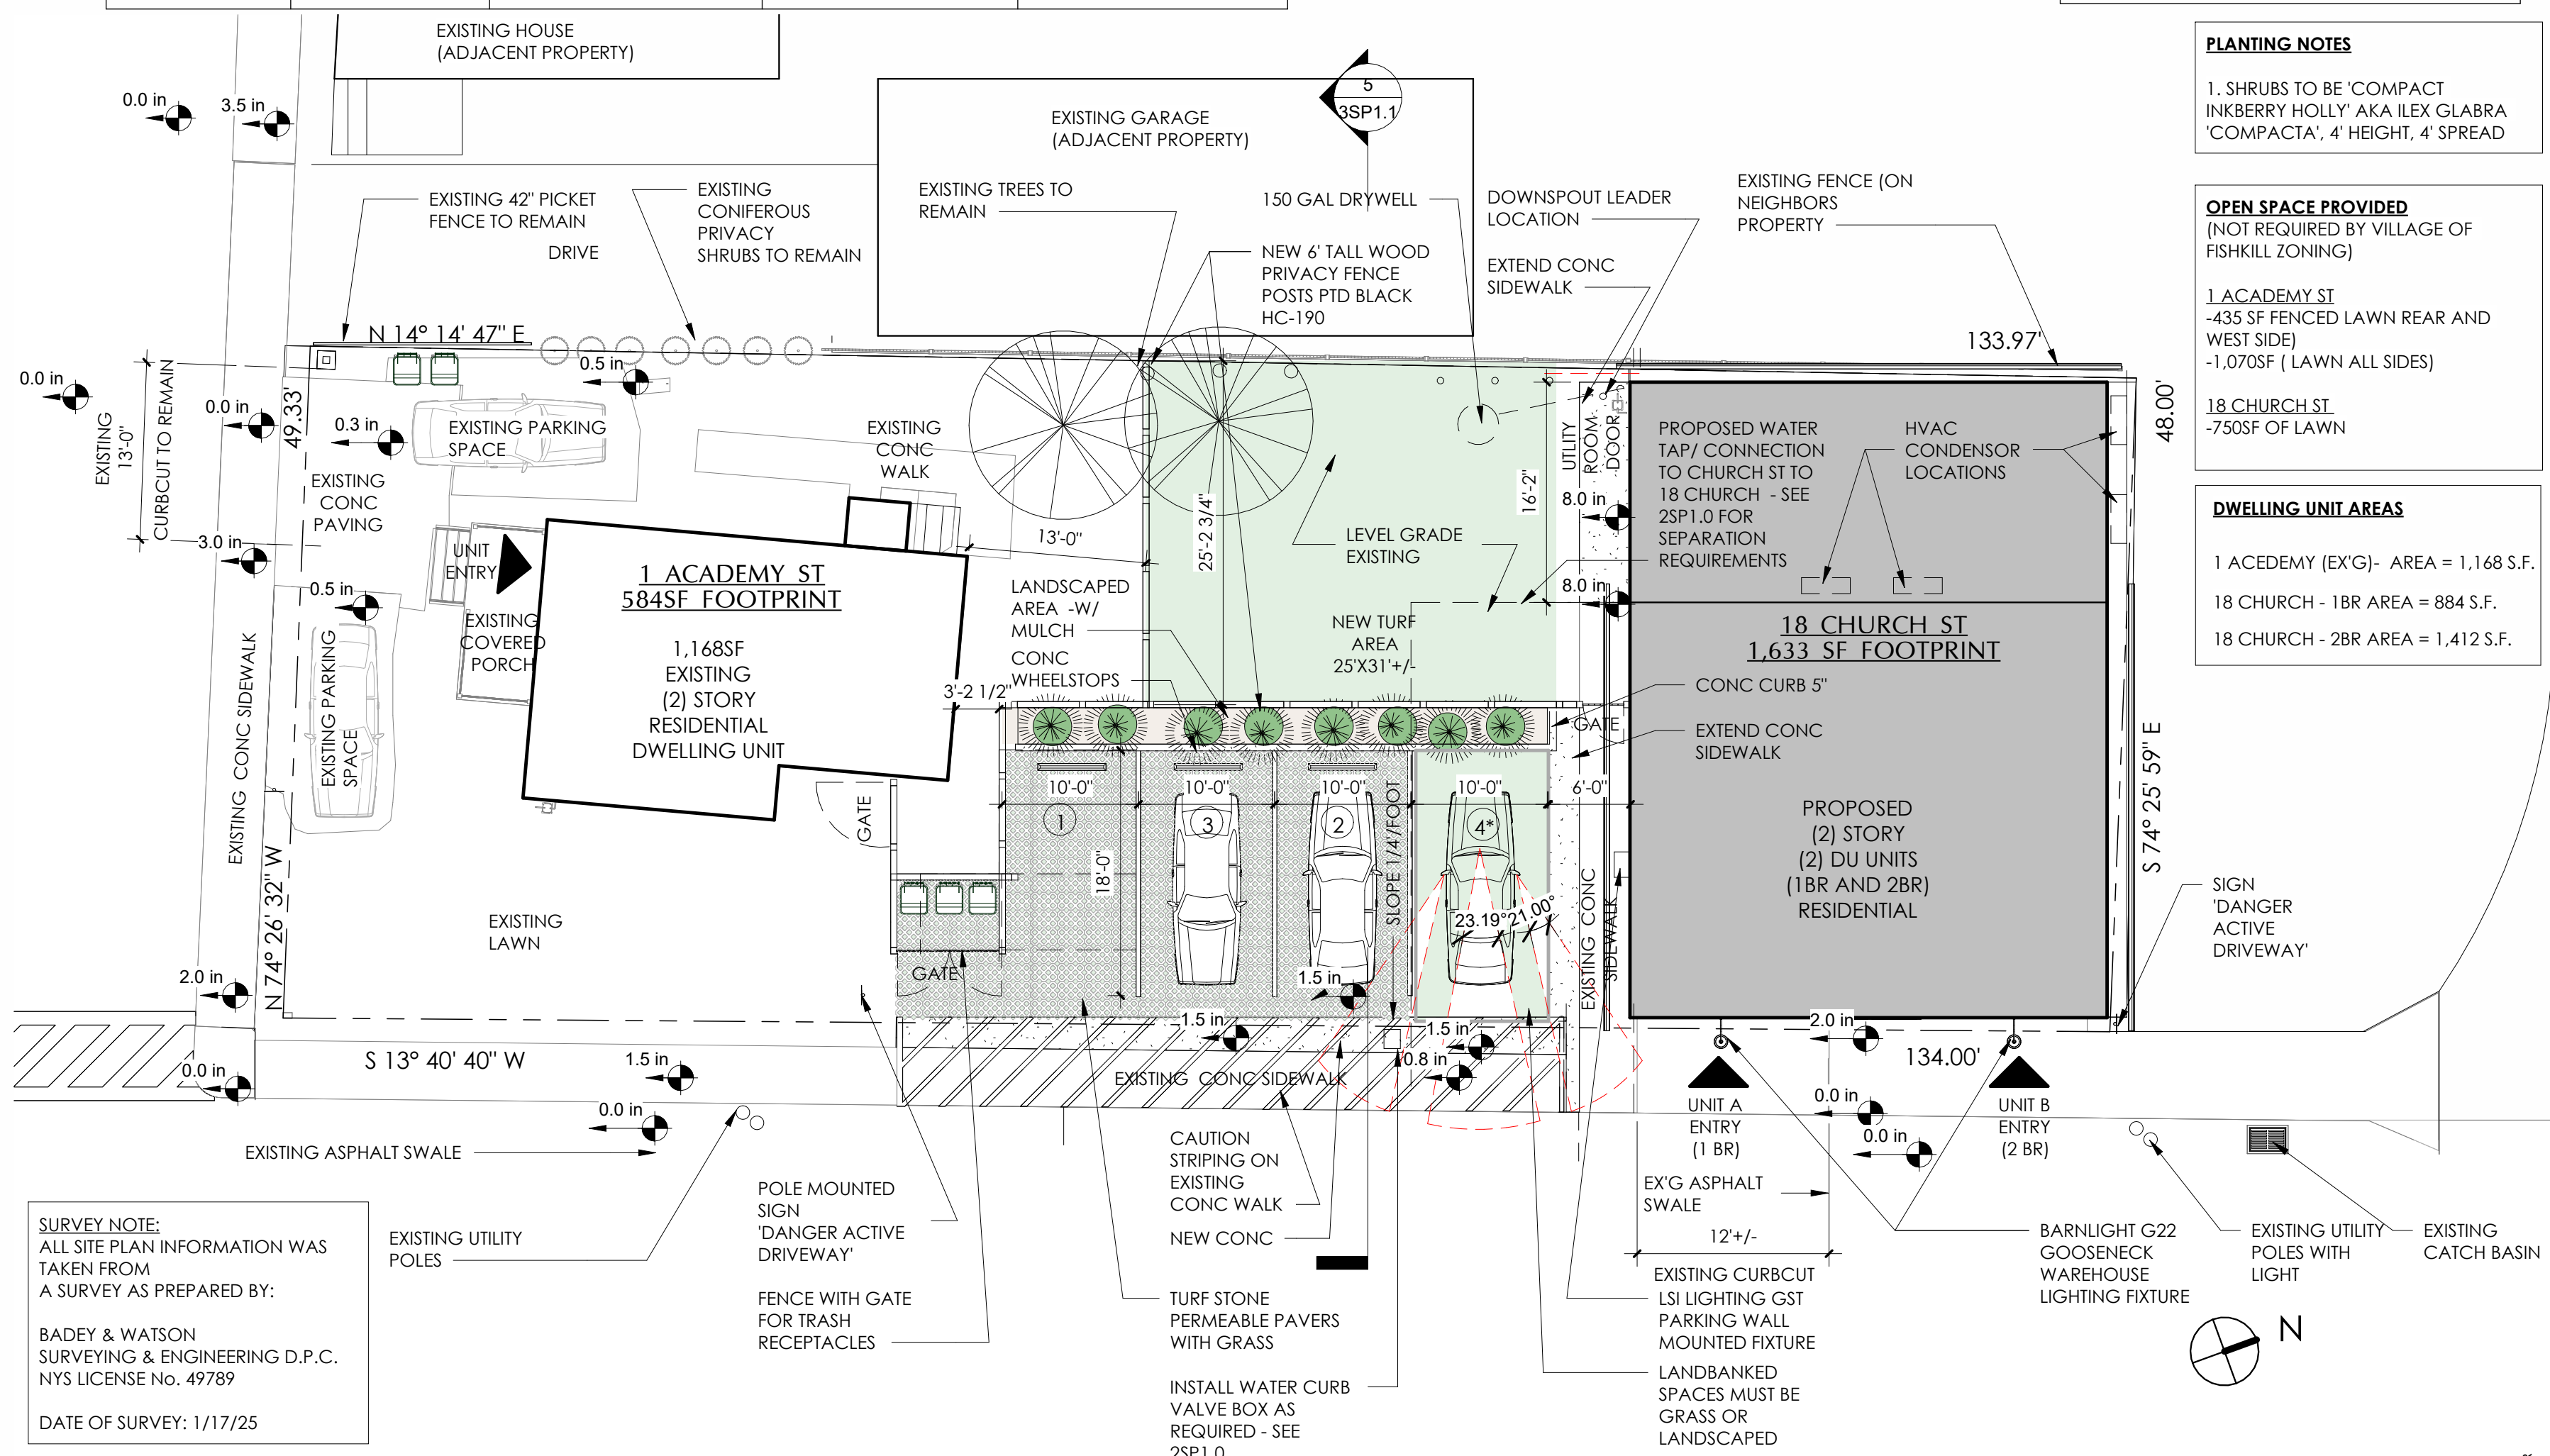 EXISTING HOUSE
(ADJACENT PROPERTY)
5
3SP1.1
EXISTING GARAGE
(ADJACENT PROPERTY)
0.0 in
3.5 in
EXISTING 42" PICKET
FENCE TO REMAIN
DRIVE
EXISTING
CONIFEROUS
PRIVACY
SHRUBS TO REMAIN
EXISTING TREES TO
REMAIN
150 GAL DRYWELL
NEW 6' TALL WOOD
PRIVACY FENCE
POSTS PTD BLACK
HC-190
DOWNSPOUT LEADER
LOCATION
EXTEND CONC
SIDEWALK
EXISTING FENCE (ON
NEIGHBORS
PROPERTY
PLANTING NOTES
1. SHRUBS TO BE 'COMPACT
INKBERRY HOLLY' AKA ILEX GLABRA
'COMPACTA', 4' HEIGHT, 4' SPREAD
OPEN SPACE PROVIDED
(NOT REQUIRED BY VILLAGE OF
FISHKILL ZONING)
1 ACADEMY ST
-435 SF FENCED LAWN REAR AND
WEST SIDE)
-1,070SF ( LAWN ALL SIDES)
18 CHURCH ST
-750SF OF LAWN
DWELLING UNIT AREAS
1 ACEDEMY (EX'G)- AREA = 1,168 S.F.
18 CHURCH - 1BR AREA = 884 S.F.
18 CHURCH - 2BR AREA = 1,412 S.F.
N 14° 14' 47" E
133.97'
48.00'
0.0 in
EXISTING
13'-0"
CURBCUT TO REMAIN
0.0 in
49.33'
0.5 in
0.3 in
EXISTING PARKING
SPACE
EXISTING
CONC
PAVING
EXISTING
CONC
WALK
3.0 in
0.5 in
UNIT
ENTRY
EXISTING
COVERED
PORCH
EXISTING PARKING
SPACE
EXISTING CONC SIDEWALK
1 ACADEMY ST
584SF FOOTPRINT
1,168SF
EXISTING
(2) STORY
RESIDENTIAL
DWELLING UNIT
13'-0"
25'-2 3/4"
16'-2"
LEVEL GRADE
EXISTING
LANDSCAPED
AREA -W/
MULCH
CONC
WHEELSTOPS
3'-2 1/2"
NEW TURF
AREA
25'X31'+/-
UTLITY
ROOM
DOOR
8.0 in
8.0 in
PROPOSED WATER
TAP/ CONNECTION
TO CHURCH ST TO
18 CHURCH - SEE
2SP1.0 FOR
SEPARATION
REQUIREMENTS
HVAC
CONDENSOR
LOCATIONS
18 CHURCH ST
1,633 SF FOOTPRINT
CONC CURB 5"
EXTEND CONC
SIDEWALK
GATE
PROPOSED
(2) STORY
(2) DU UNITS
(1BR AND 2BR)
RESIDENTIAL
S 74° 25' 59" E
10'-0"
10'-0"
10'-0"
10'-0"
6'-0"
1
3
2
4*
18'-0"
SLOPE 1/4'/FOOT
23.19°
21.00°
EXISTING CONC
SIDEWALK
GATE
GATE
EXISTING
LAWN
N 74° 26' 32" W
2.0 in
0.0 in
S 13° 40' 40" W
1.5 in
0.0 in
1.5 in
1.5 in
1.5 in
0.8 in
EXISTING CONC SIDEWALK
2.0 in
134.00'
0.0 in
0.0 in
SIGN
'DANGER
ACTIVE
DRIVEWAY'
UNIT A
ENTRY
(1 BR)
UNIT B
ENTRY
(2 BR)
EXISTING ASPHALT SWALE
SURVEY NOTE:
ALL SITE PLAN INFORMATION WAS
TAKEN FROM
A SURVEY AS PREPARED BY:
BADEY & WATSON
SURVEYING & ENGINEERING D.P.C.
NYS LICENSE No. 49789
DATE OF SURVEY: 1/17/25
EXISTING UTILITY
POLES
POLE MOUNTED
SIGN
'DANGER ACTIVE
DRIVEWAY'
FENCE WITH GATE
FOR TRASH
RECEPTACLES
CAUTION
STRIPING ON
EXISTING
CONC WALK
NEW CONC
TURF STONE
PERMEABLE PAVERS
WITH GRASS
INSTALL WATER CURB
VALVE BOX AS
REQUIRED - SEE
2SP1.0
EX'G ASPHALT
SWALE
12'+/-
EXISTING CURBCUT
LSI LIGHTING GST
PARKING WALL
MOUNTED FIXTURE
LANDBANKED
SPACES MUST BE
GRASS OR
LANDSCAPED
BARNLIGHT G22
GOOSENECK
WAREHOUSE
LIGHTING FIXTURE
EXISTING UTILITY
POLES WITH
LIGHT
EXISTING
CATCH BASIN
N